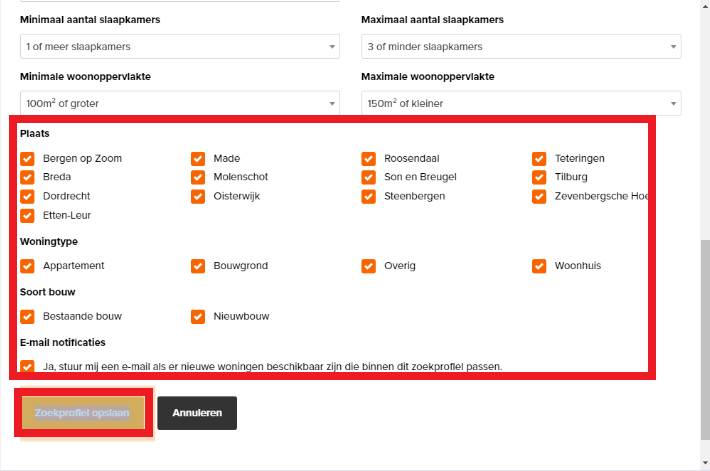 Minimaal aantal slaapkamers Maximaal aantal slaapkamers
1 of meer slaapkamers 3 of minder slaapkamers
Minimale woonoppervlakte Maximale woonoppervlakte
100m² of groter 150m² of kleiner
Plaats
Bergen op Zoom Made Roosendaal Teteringen
Breda Molenschot Son en Breugel Tilburg
Dordrecht Oisterwijk Steenbergen Zevenbergsche Hoe
Etten-Leur
Woningtype
Appartement Bouwgrond Overig Woonhuis
Soort bouw
Bestaande bouw Nieuwbouw
E-mail notificaties
Ja, stuur mij een e-mail als er nieuwe woningen beschikbaar zijn die binnen dit zoekprofiel passen.
Zoekprofiel opslaan Annuleren